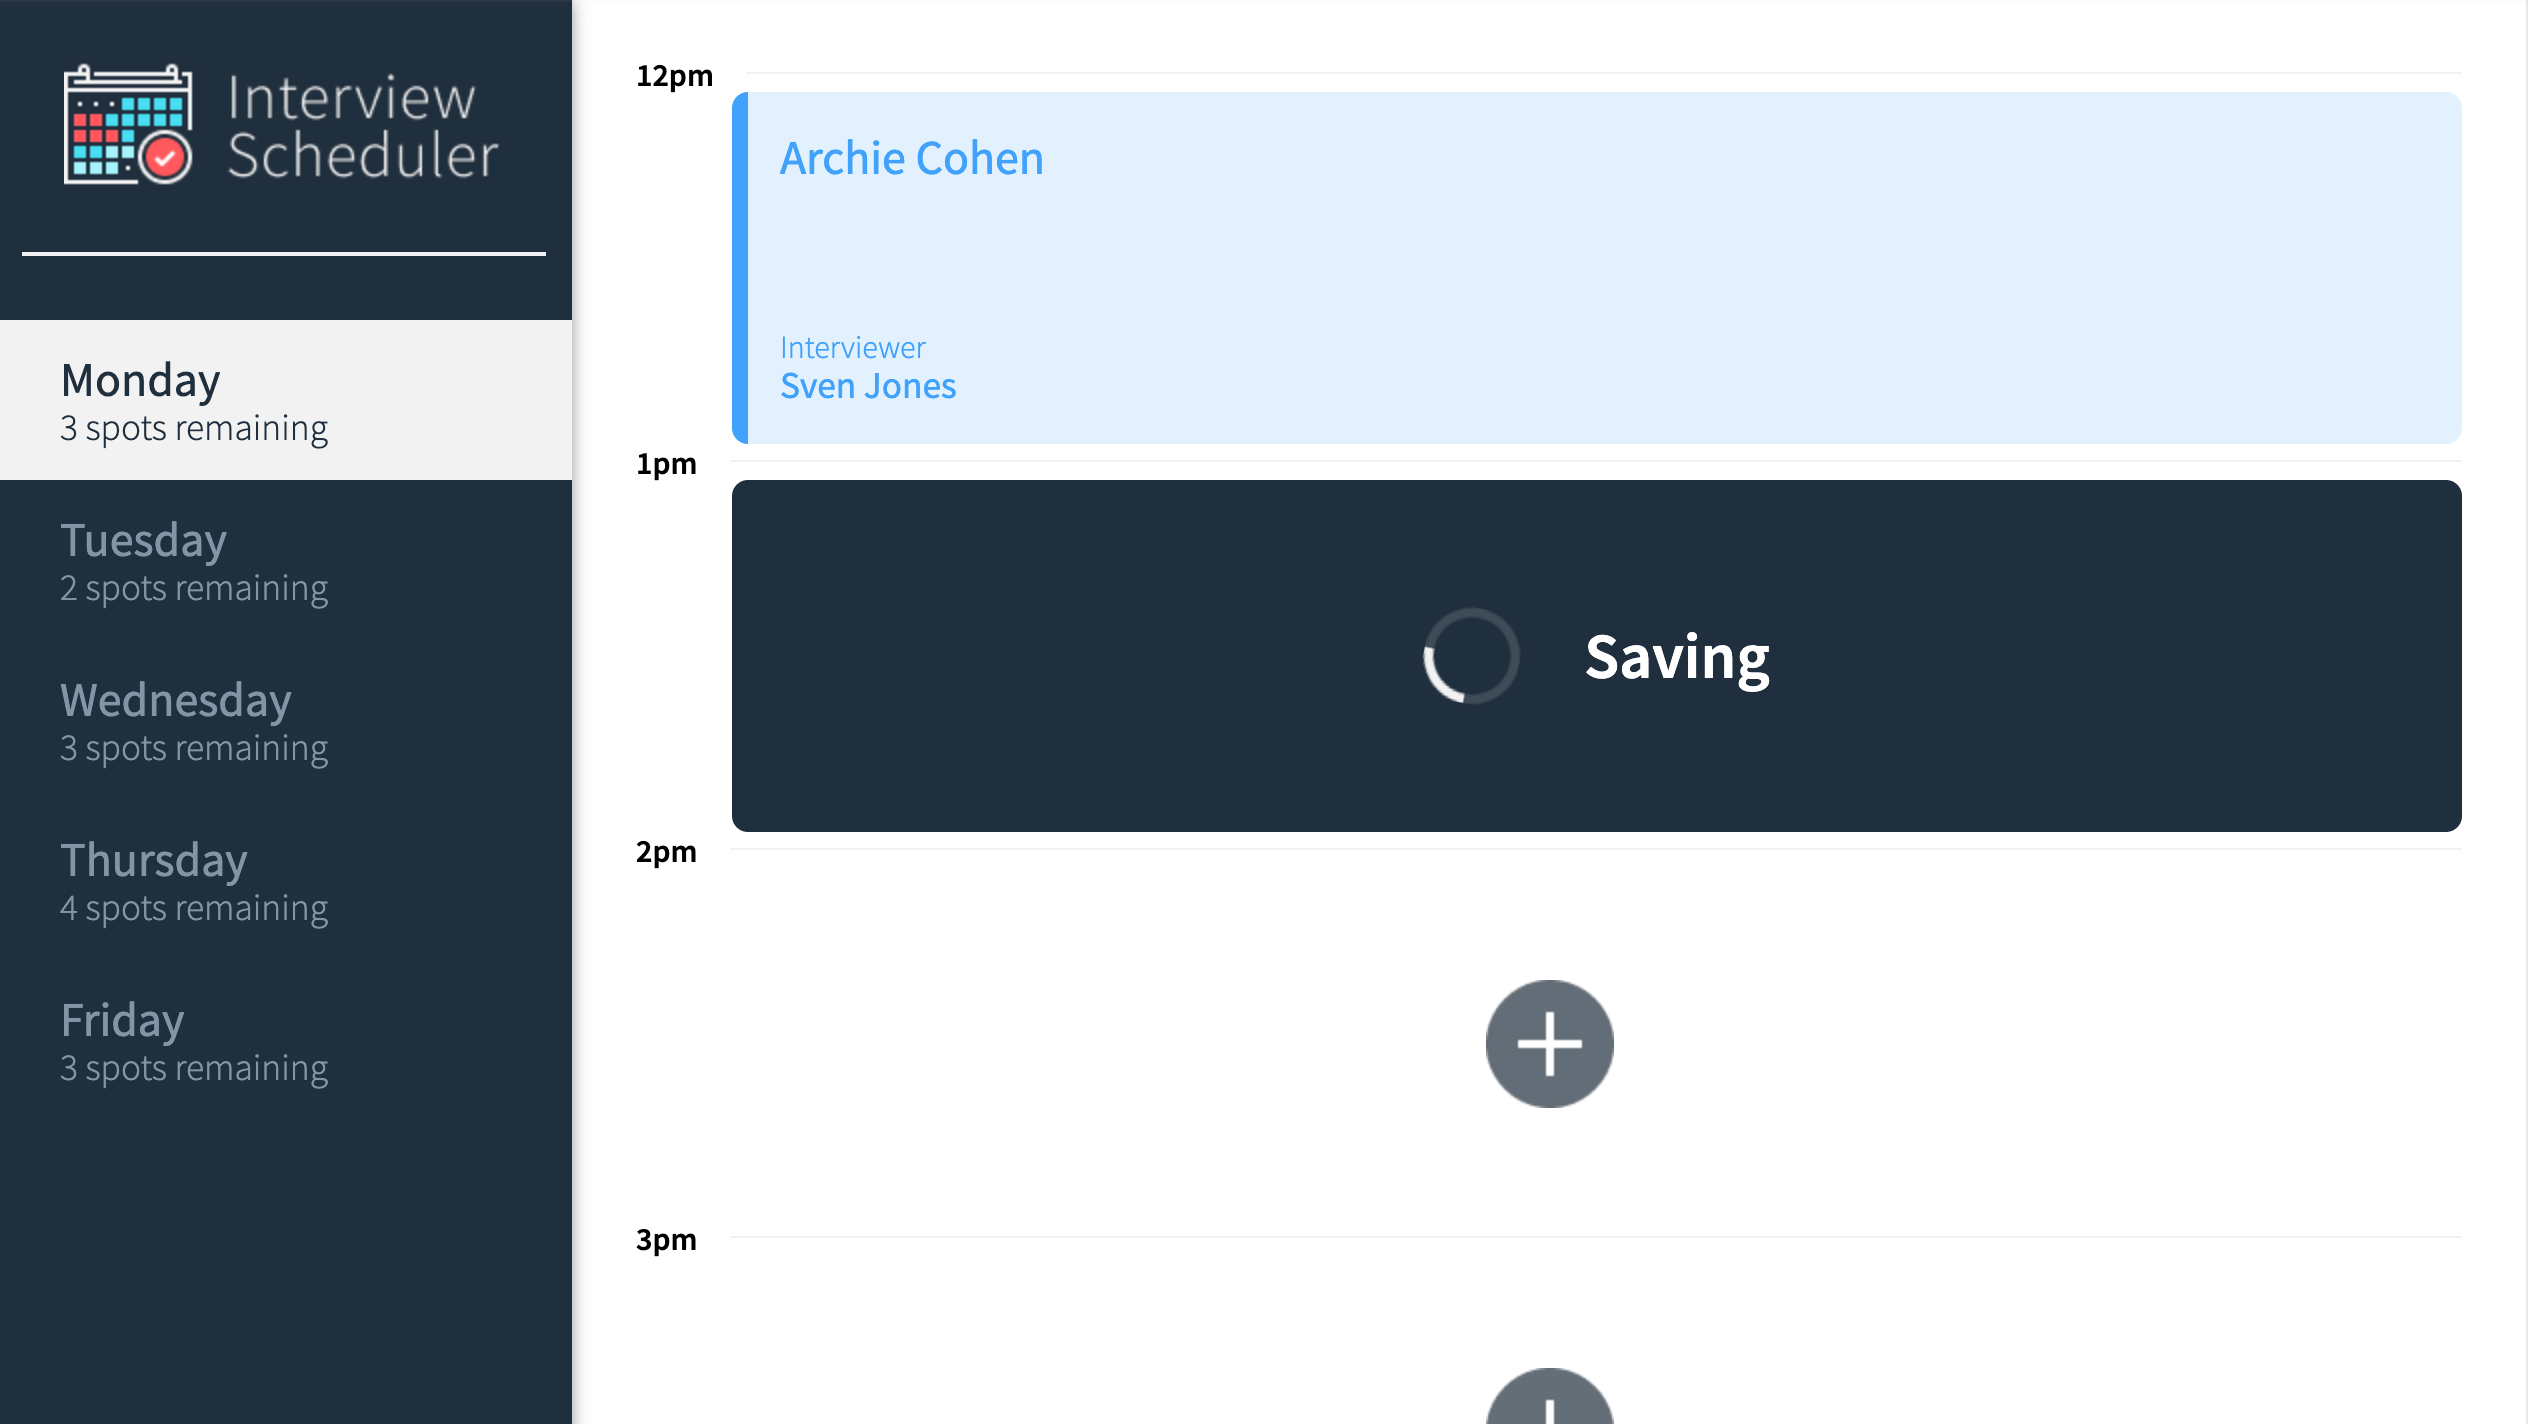 Interview
Scheduler
Monday
3 spots remaining
Tuesday
2 spots remaining
Wednesday
3 spots remaining
Thursday
4 spots remaining
Friday
3 spots remaining
12pm
Archie Cohen
Interviewer
Sven Jones
1pm
Saving
2pm
3pm